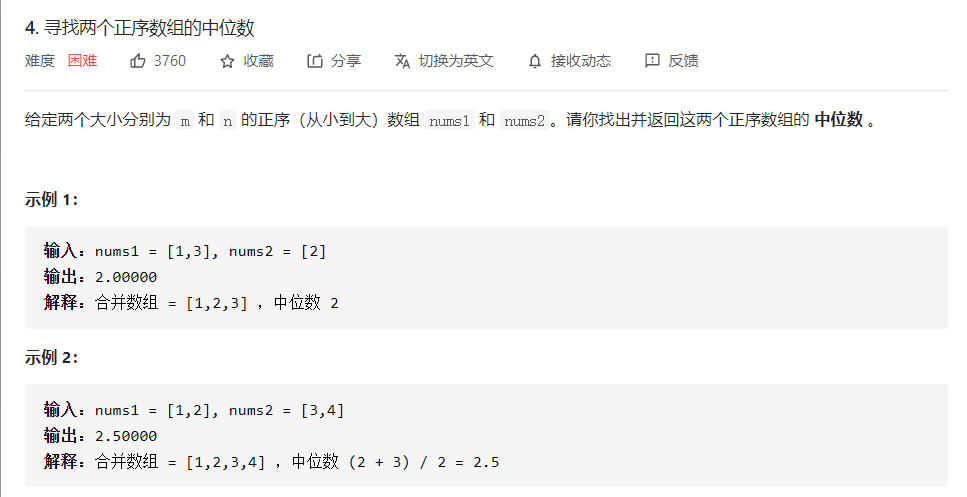 4. 寻找两个正序数组的中位数
难度 困难 3760 收藏 分享 切换为英文 接收动态 反馈
给定两个大小分别为 m 和 n 的正序（从小到大）数组 nums1 和 nums2。请你找出并返回这两个正序数组的 中位数 。
示例 1：
输入：nums1 = [1,3], nums2 = [2]
输出：2.00000
解释：合并数组 = [1,2,3] ，中位数 2
示例 2：
输入：nums1 = [1,2], nums2 = [3,4]
输出：2.50000
解释：合并数组 = [1,2,3,4] ，中位数 (2 + 3) / 2 = 2.5